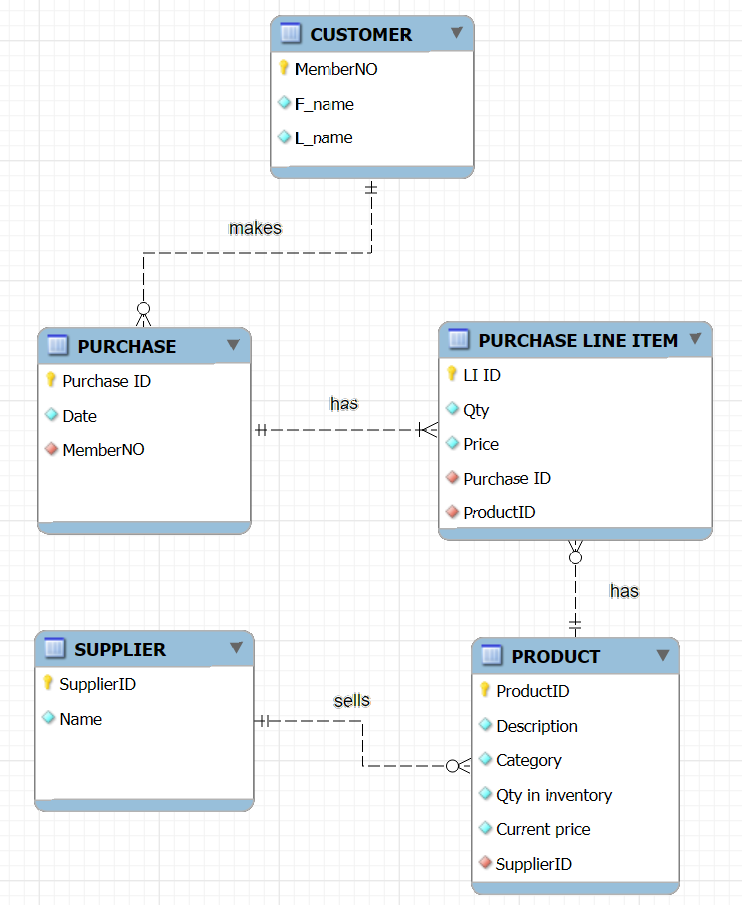 CUSTOMER
MemberNO
F_name
L_name
makes
PURCHASE
Purchase ID
Date
MemberNO
has
PURCHASE LINE ITEM
LI ID
Qty
Price
Purchase ID
ProductID
has
SUPPLIER
SupplierID
Name
sells
PRODUCT
ProductID
Description
Category
Qty in inventory
Current price
SupplierID